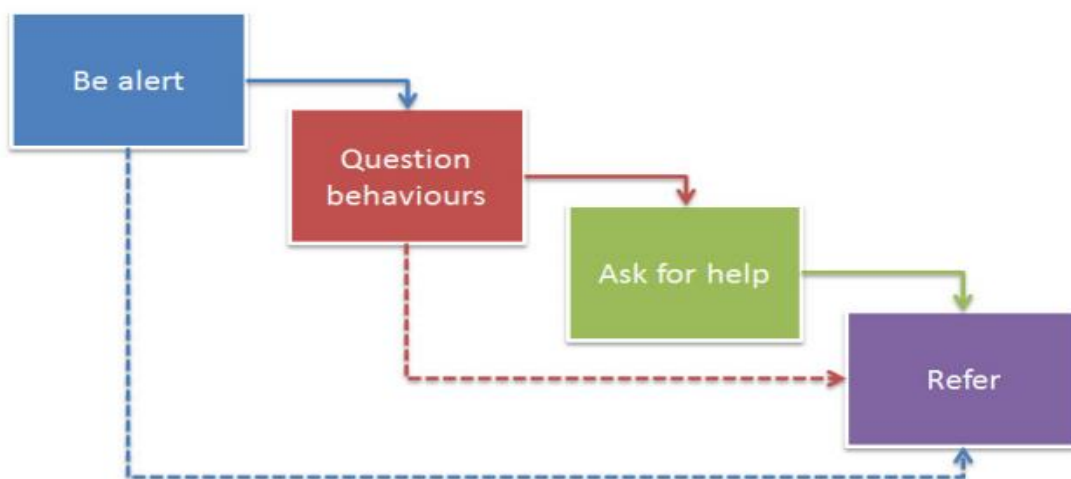 Be alert
Question
behaviours
Ask for help
Refer